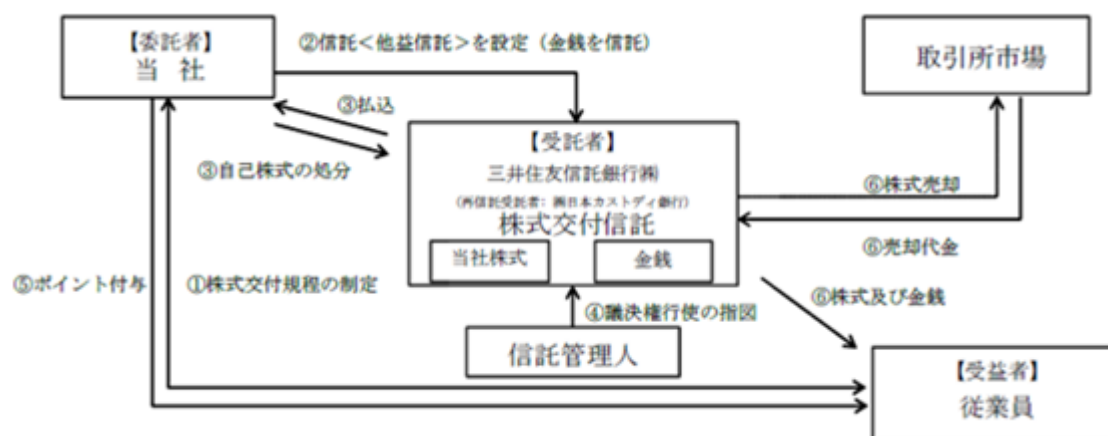 【委託者】
当 社
②信託<他益信託>を設定（金銭を信託）
取引所市場
③払込
③自己株式の処分
【受託者】
三井住友信託銀行㈱
（再信託受託者：㈱日本カストディ銀行）
株式交付信託
当社株式
金銭
⑥株式売却
⑥売却代金
⑤ポイント付与
①株式交付規程の制定
④議決権行使の指図
⑥株式及び金銭
信託管理人
【受益者】
従業員